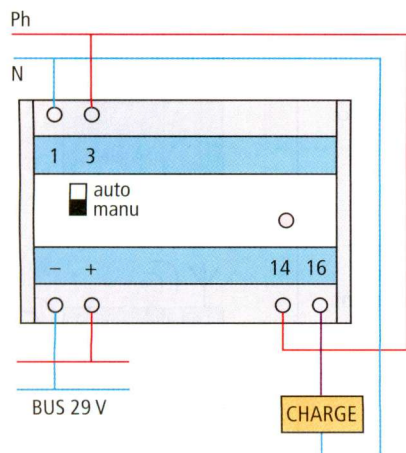 Ph
N
1 3
auto
manu
– + 14 16
BUS 29 V
CHARGE